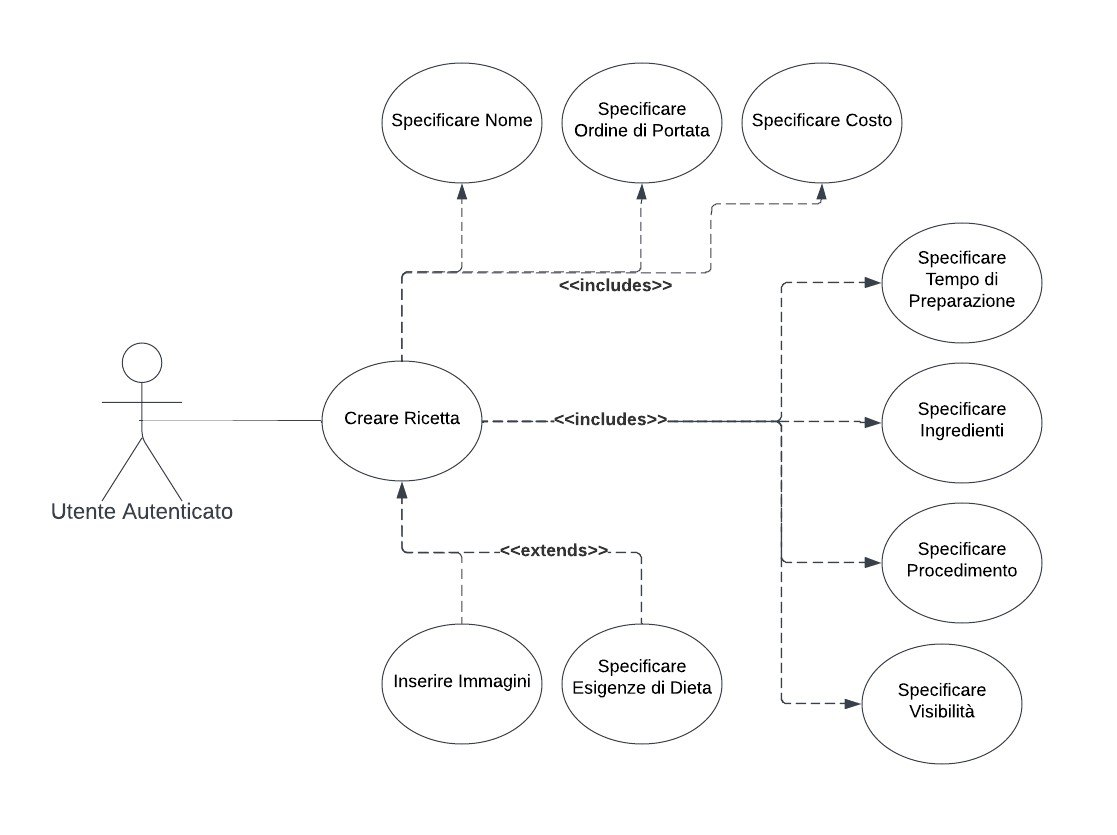 Specificare Nome
Specificare
Ordine di Portata
Specificare Costo
Specificare
Tempo di
Preparazione
<<includes>>
Creare Ricetta
<<includes>>
Specificare
Ingredienti
Utente Autenticato
<<extends>>
Specificare
Procedimento
Inserire Immagini
Specificare
Esigenze di Dieta
Specificare
Visibilità